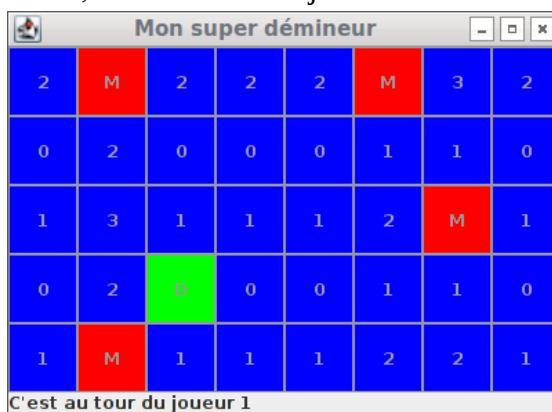 Mon super démineur
2 M 2 2 2 M 3 2
0 2 0 0 0 1 1 0
1 3 1 1 1 2 M 1
0 2 D 0 0 1 1 0
1 M 1 1 1 2 2 1
C'est au tour du joueur 1